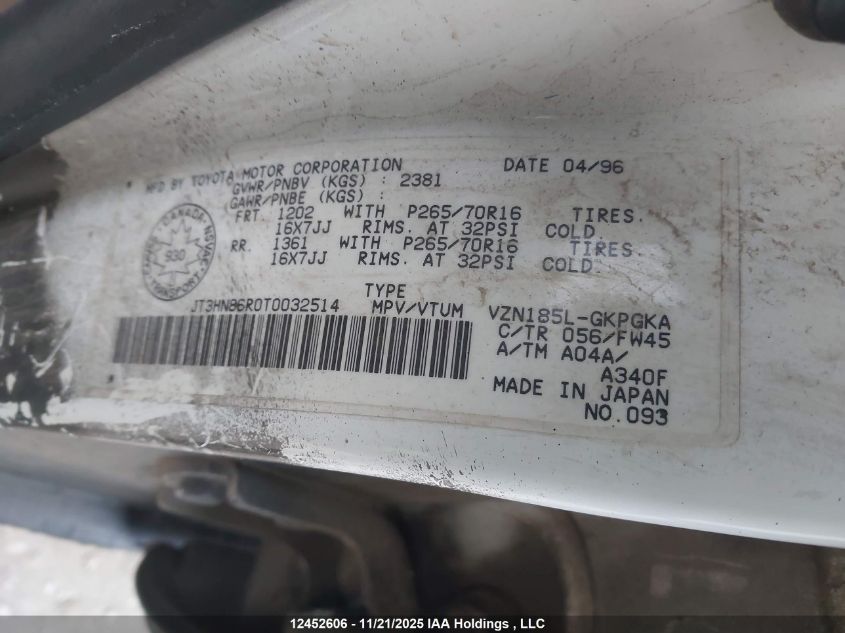 MFD BY TOYOTA MOTOR CORPORATION DATE 04/96
GVWR/PNBV (KGS) : 2381
GAWR/PNBE (KGS) :
FRT. 1202 WITH P265/70R16 TIRES.
16X7JJ RIMS. AT 32PSI COLD.
RR. 1361 WITH P265/70R16 TIRES.
16X7JJ RIMS. AT 32PSI COLD
CANADA
930
TRANSPORT
TYPE
JT3HN86R0T0032514 MPV/VTUM VZN185L-GKPGKA
C/TR 056/FW45
A/TM A04A/
A340F
MADE IN JAPAN
NO.093
12452606 - 11/21/2025 IAA Holdings , LLC